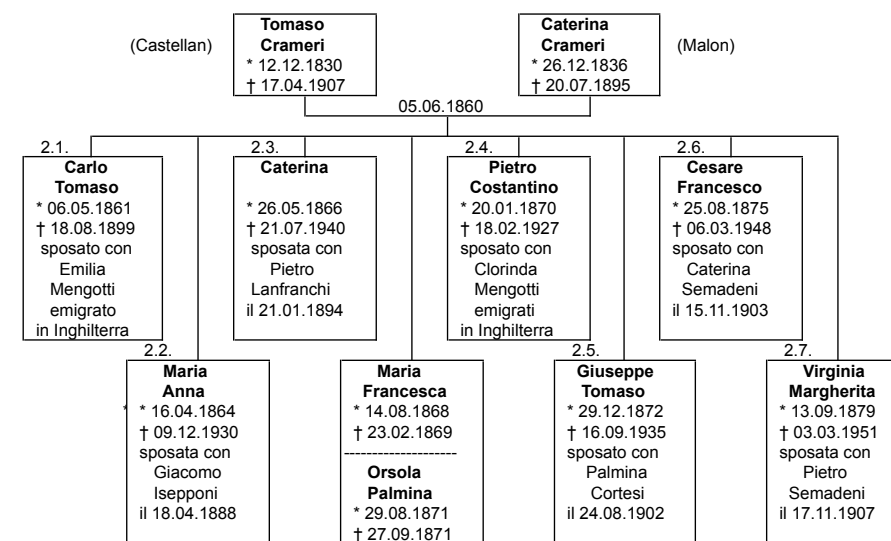 (Castellan)
Tomaso
Crameri
* 12.12.1830
† 17.04.1907
Caterina
Crameri
* 26.12.1836
† 20.07.1895
(Malon)
05.06.1860
2.1.
Carlo
Tomaso
* 06.05.1861
† 18.08.1899
sposato con
Emilia
Mengotti
emigrato
in Inghilterra
2.3.
Caterina
* 26.05.1866
† 21.07.1940
sposata con
Pietro
Lanfranchi
il 21.01.1894
2.4.
Pietro
Costantino
* 20.01.1870
† 18.02.1927
sposato con
Clorinda
Mengotti
emigrati
in Inghilterra
2.6.
Cesare
Francesco
* 25.08.1875
† 06.03.1948
sposato con
Caterina
Semadeni
il 15.11.1903
2.2.
Maria
Anna
* * 16.04.1864
† 09.12.1930
sposata con
Giacomo
Isepponi
il 18.04.1888
Maria
Francesca
* 14.08.1868
† 23.02.1869
--------------------
Orsola
Palmina
* 29.08.1871
† 27.09.1871
2.5.
Giuseppe
Tomaso
* 29.12.1872
† 16.09.1935
sposato con
Palmina
Cortesi
il 24.08.1902
2.7.
Virginia
Margherita
* 13.09.1879
† 03.03.1951
sposata con
Pietro
Semadeni
il 17.11.1907